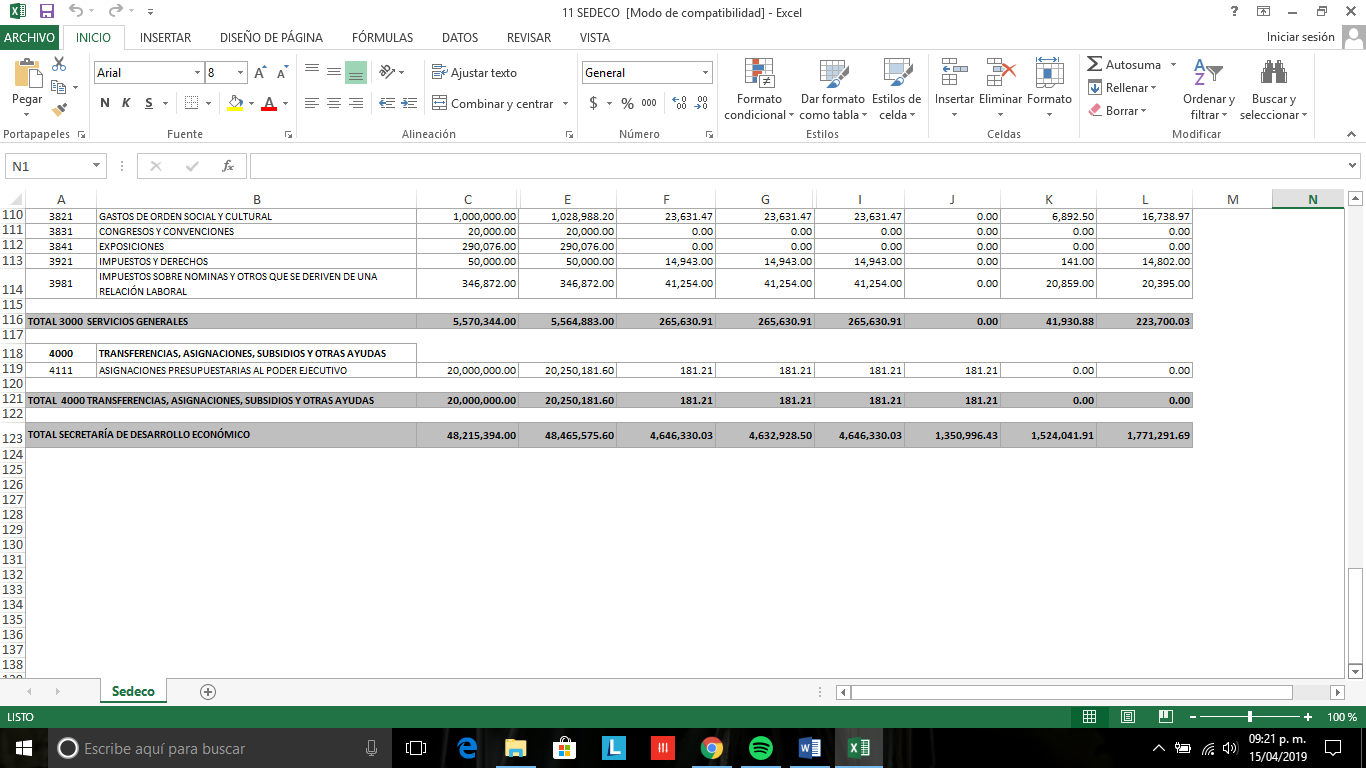 11 SEDECO [Modo de compatibilidad] - Excel
ARCHIVO INICIO INSERTAR DISEÑO DE PÁGINA FÓRMULAS DATOS REVISAR VISTA Iniciar sesión
Pegar
Arial 8
N K S
Ajustar texto
Combinar y centrar
General
$ % 000
Formato condicional
Dar formato como tabla
Estilos de celda
Insertar Eliminar Formato
Autosuma
Rellenar
Borrar
Ordenar y filtrar
Buscar y seleccionar
Portapapeles Fuente Alineación Número Estilos Celdas Modificar
N1 fx
A B C E F G I J K L M N
110 3821 GASTOS DE ORDEN SOCIAL Y CULTURAL 1,000,000.00 1,028,988.20 23,631.47 23,631.47 23,631.47 0.00 6,892.50 16,738.97
111 3831 CONGRESOS Y CONVENCIONES 20,000.00 20,000.00 0.00 0.00 0.00 0.00 0.00 0.00
112 3841 EXPOSICIONES 290,076.00 290,076.00 0.00 0.00 0.00 0.00 0.00 0.00
113 3921 IMPUESTOS Y DERECHOS 50,000.00 50,000.00 14,943.00 14,943.00 14,943.00 0.00 141.00 14,802.00
114 3981 IMPUESTOS SOBRE NOMINAS Y OTROS QUE SE DERIVEN DE UNA
RELACIÓN LABORAL 346,872.00 346,872.00 41,254.00 41,254.00 41,254.00 0.00 20,859.00 20,395.00
115
116 TOTAL 3000 SERVICIOS GENERALES 5,570,344.00 5,564,883.00 265,630.91 265,630.91 265,630.91 0.00 41,930.88 223,700.03
117
118 4000 TRANSFERENCIAS, ASIGNACIONES, SUBSIDIOS Y OTRAS AYUDAS
119 4111 ASIGNACIONES PRESUPUESTARIAS AL PODER EJECUTIVO 20,000,000.00 20,250,181.60 181.21 181.21 181.21 181.21 0.00 0.00
120
121 TOTAL 4000 TRANSFERENCIAS, ASIGNACIONES, SUBSIDIOS Y OTRAS AYUDAS 20,000,000.00 20,250,181.60 181.21 181.21 181.21 181.21 0.00 0.00
122
123 TOTAL SECRETARÍA DE DESARROLLO ECONÓMICO 48,215,394.00 48,465,575.60 4,646,330.03 4,632,928.50 4,646,330.03 1,350,996.43 1,524,041.91 1,771,291.69
124
125
126
127
128
129
130
131
132
133
134
135
136
137
138
Sedeco
LISTO 100 %
Escribe aquí para buscar
09:21 p. m.
15/04/2019